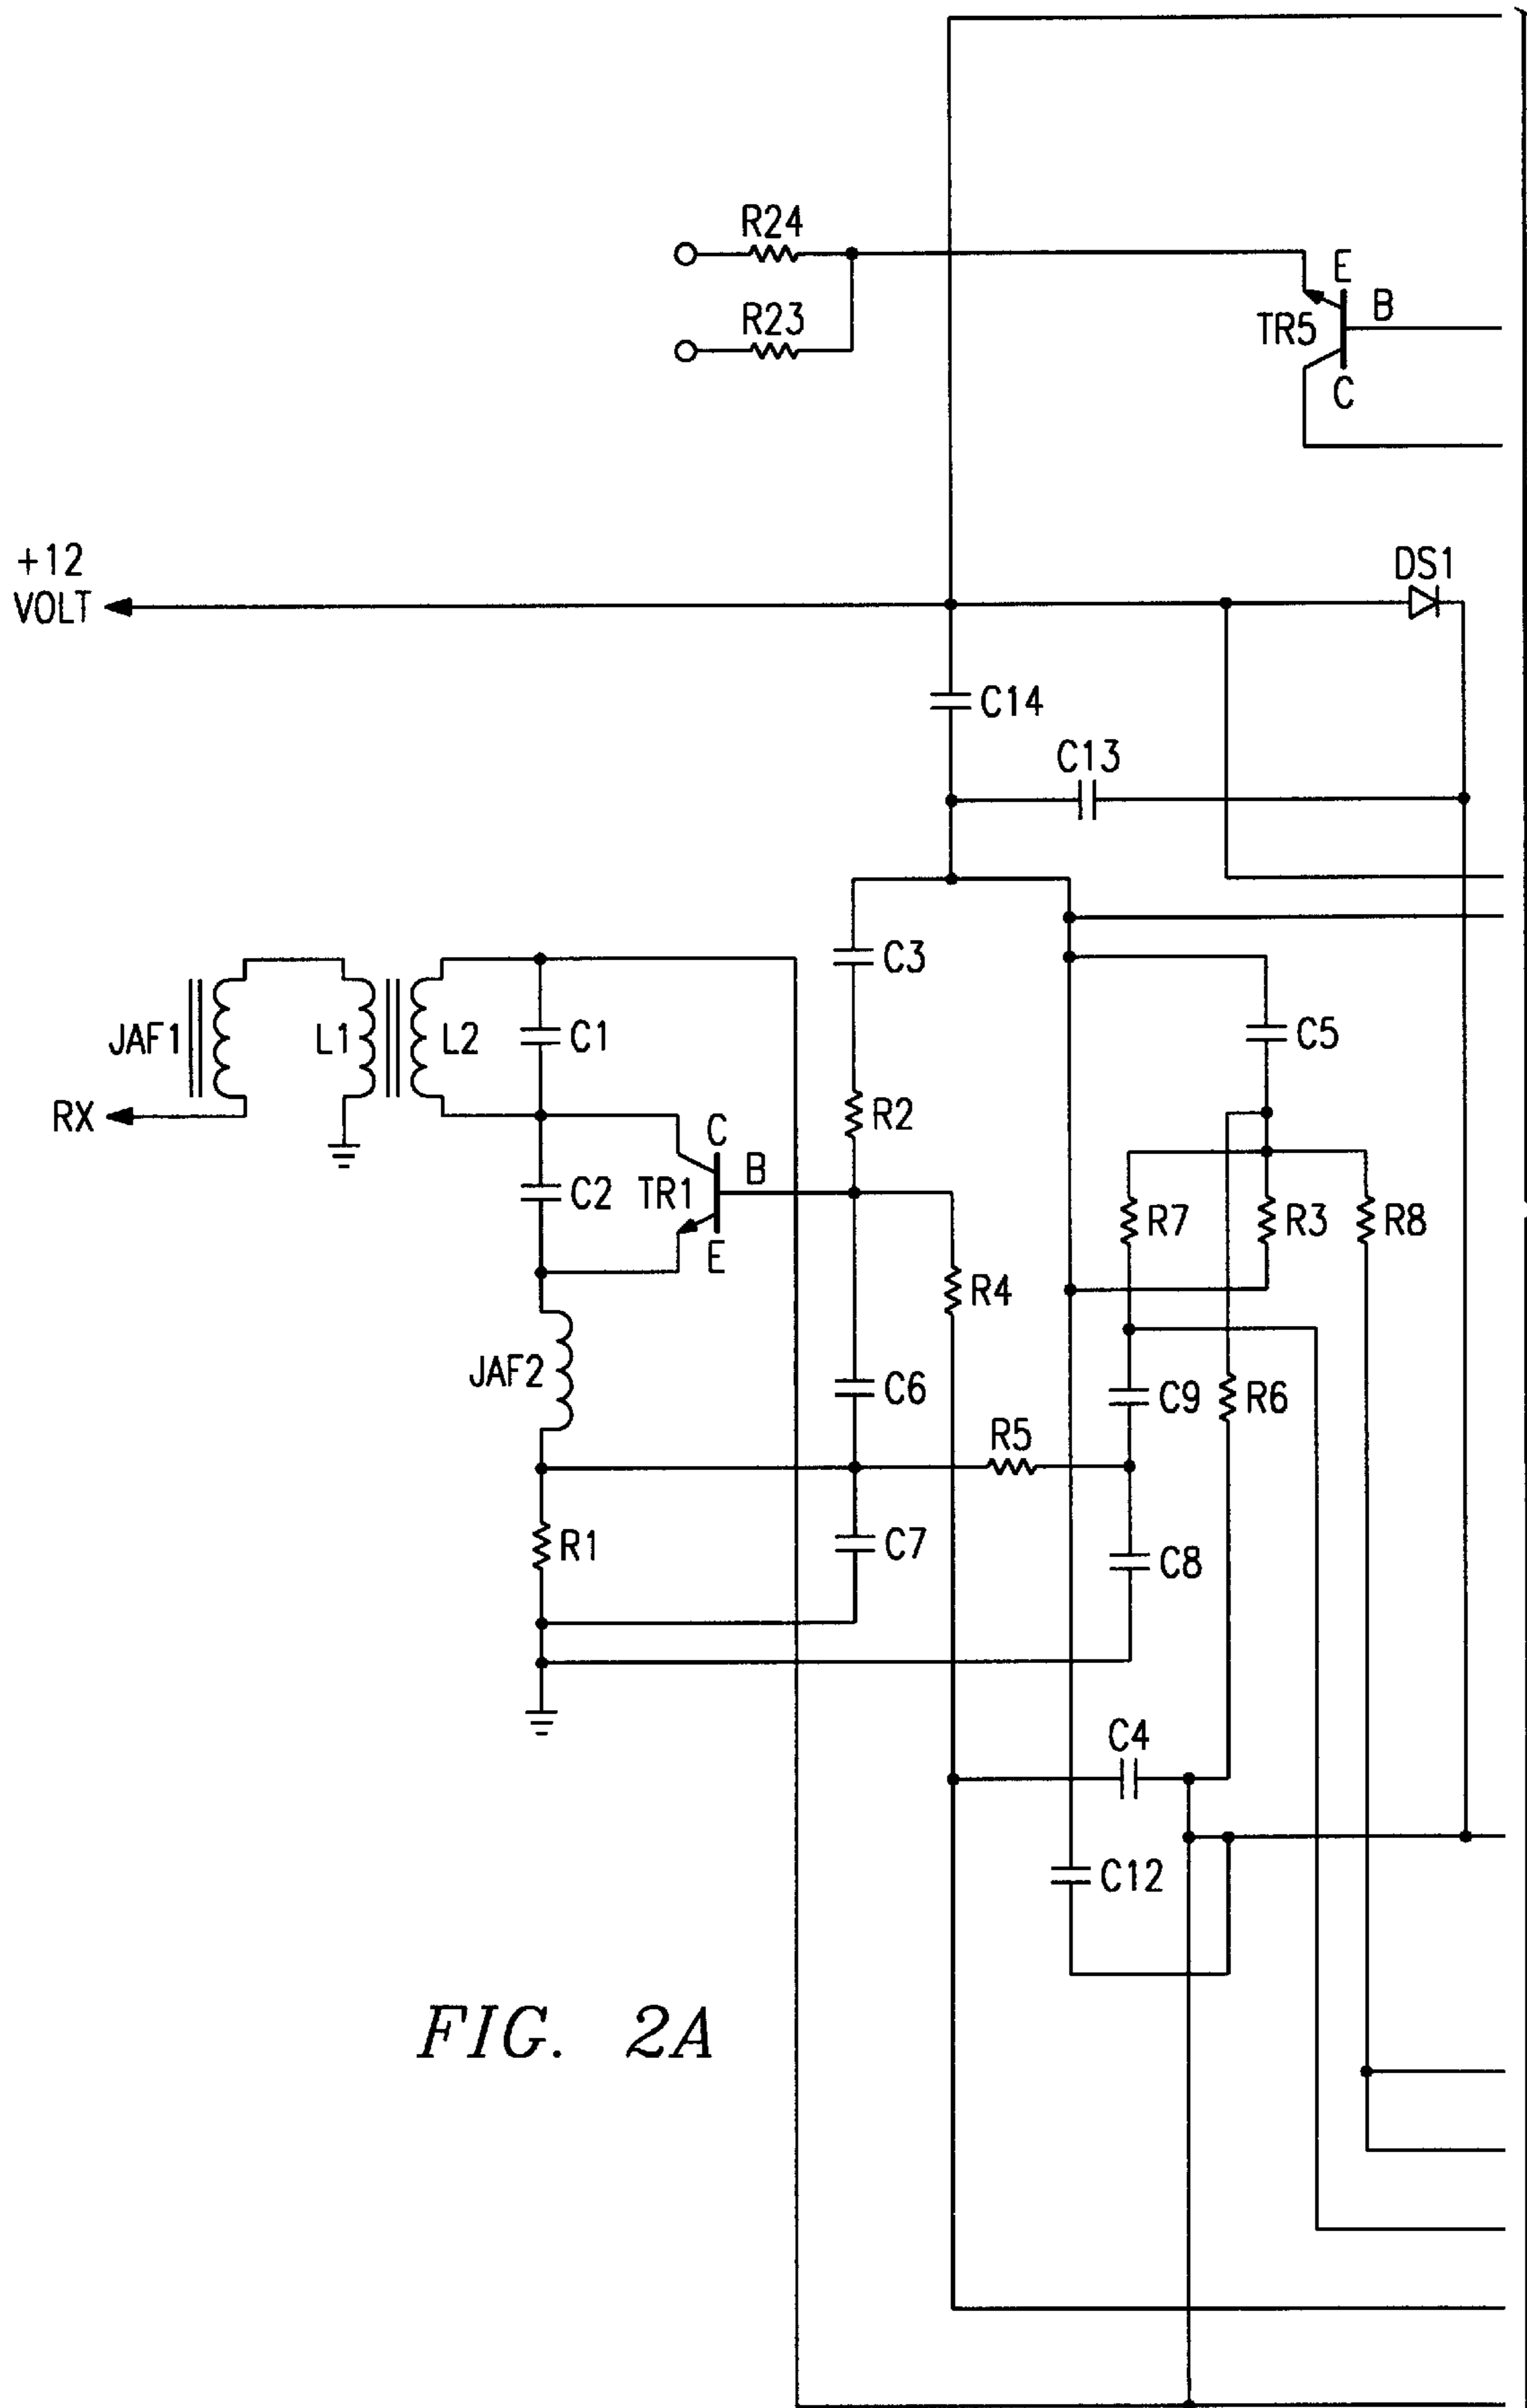 R24
E
B
R23
TR5
C
+12
VOLT
DS1
C14
C13
C3
JAF1
L1
L2
C1
C5
RX
R2
C
B
C2
TR1
R7
R3
R8
E
R4
JAF2
C6
C9
R6
R5
R1
C7
C8
C4
C12
FIG. 2A